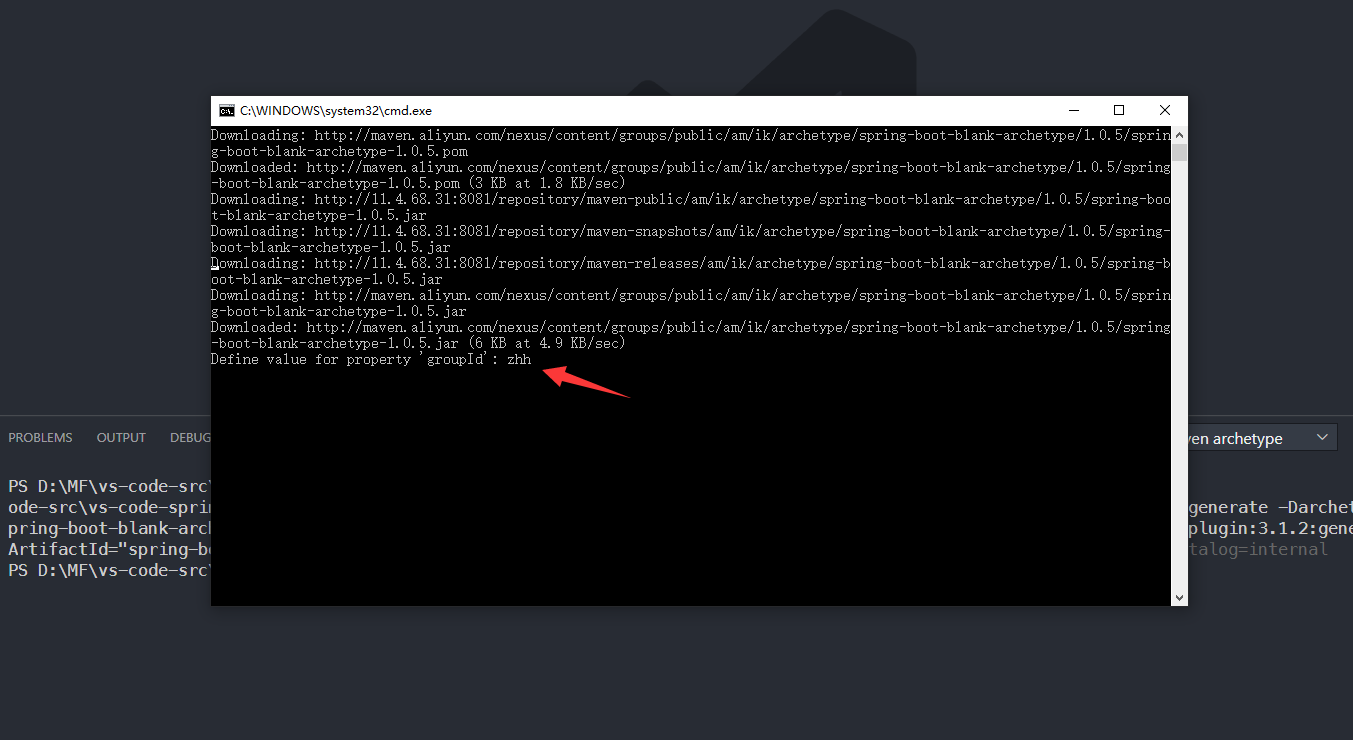 C:\WINDOWS\system32\cmd.exe
Downloading: http://maven.aliyun.com/nexus/content/groups/public/am/ik/archetype/spring-boot-blank-archetype/1.0.5/sprin
g-boot-blank-archetype-1.0.5.pom
Downloaded: http://maven.aliyun.com/nexus/content/groups/public/am/ik/archetype/spring-boot-blank-archetype/1.0.5/spring
-boot-blank-archetype-1.0.5.pom (3 KB at 1.8 KB/sec)
Downloading: http://11.4.68.31:8081/repository/maven-public/am/ik/archetype/spring-boot-blank-archetype/1.0.5/spring-boo
t-blank-archetype-1.0.5.jar
Downloading: http://11.4.68.31:8081/repository/maven-snapshots/am/ik/archetype/spring-boot-blank-archetype/1.0.5/spring-
boot-blank-archetype-1.0.5.jar
Downloading: http://11.4.68.31:8081/repository/maven-releases/am/ik/archetype/spring-boot-blank-archetype/1.0.5/spring-b
oot-blank-archetype-1.0.5.jar
Downloading: http://maven.aliyun.com/nexus/content/groups/public/am/ik/archetype/spring-boot-blank-archetype/1.0.5/sprin
g-boot-blank-archetype-1.0.5.jar
Downloaded: http://maven.aliyun.com/nexus/content/groups/public/am/ik/archetype/spring-boot-blank-archetype/1.0.5/spring
-boot-blank-archetype-1.0.5.jar (6 KB at 4.9 KB/sec)
Define value for property 'groupId': zhh
PROBLEMS OUTPUT DEBUG ven archetype
PS D:\MF\vs-code-src\
ode-src\vs-code-sprin generate -Darchet
pring-boot-blank-arch plugin:3.1.2:gene
ArtifactId="spring-bo talog=internal
PS D:\MF\vs-code-src\